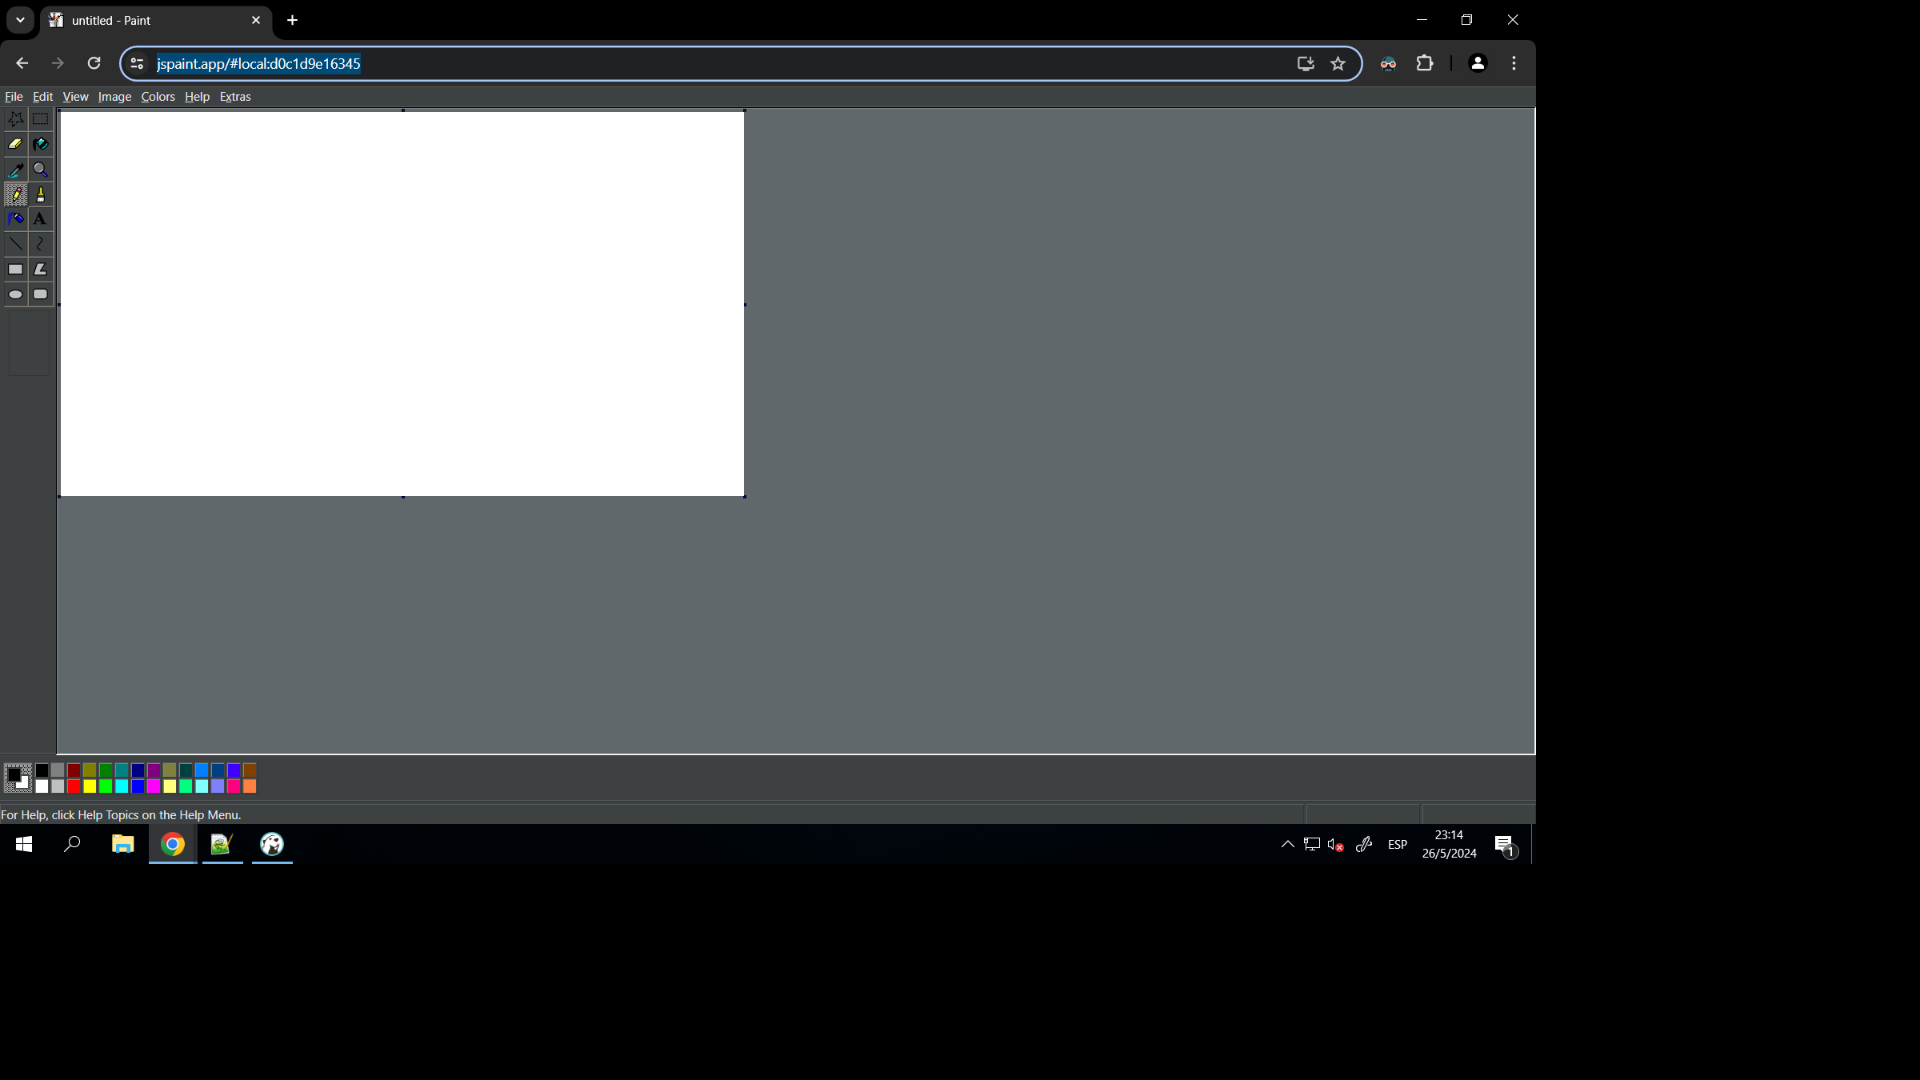 untitled - Paint
jspaint.app/#local:d0c1d9e16345
File Edit View Image Colors Help Extras
A
For Help, click Help Topics on the Help Menu.
ESP
23:14
26/5/2024
1